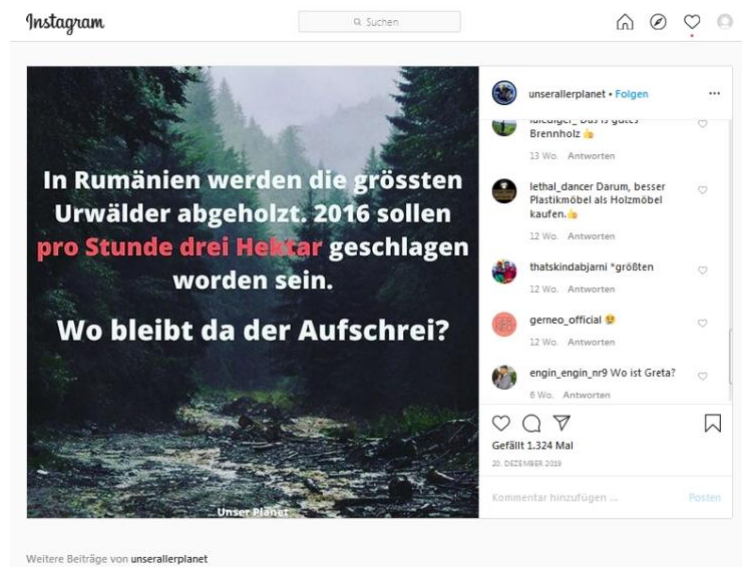 Instagram
Suchen
In Rumänien werden die grössten
Urwälder abgeholzt. 2016 sollen
pro Stunde drei Hektar geschlagen
worden sein.
Wo bleibt da der Aufschrei?
Unser Planet
unserallerplanet • Folgen
Das is gutes
Brennholz 👍
13 Wo. Antworten
lethal_dancer Darum, besser
Plastikmöbel als Holzmöbel
kaufen.👍
12 Wo. Antworten
thatskindabjarni *größten
12 Wo. Antworten
gerneo_official 😢
12 Wo. Antworten
engin_engin_nr9 Wo ist Greta?
6 Wo. Antworten
Gefällt 1.324 Mal
20. DEZEMBER 2019
Kommentar hinzufügen ...
Posten
Weitere Beiträge von unserallerplanet